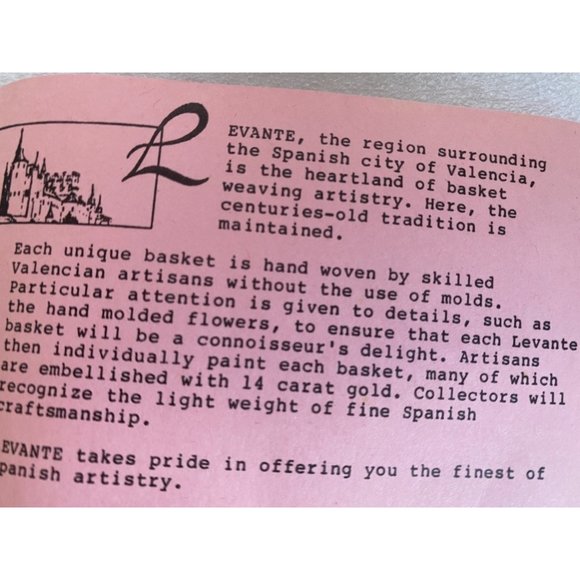 LEVANTE, the region surrounding
the Spanish city of Valencia,
is the heartland of basket
weaving artistry. Here, the
centuries-old tradition is
maintained.
Each unique basket is hand woven by skilled
Valencian artisans without the use of molds.
Particular attention is given to details, such as
the hand molded flowers, to ensure that each Levante
basket will be a connoisseur's delight. Artisans
then individually paint each basket, many of which
are embellished with 14 carat gold. Collectors will
recognize the light weight of fine Spanish
craftsmanship.
EVANTE takes pride in offering you the finest of
panish artistry.